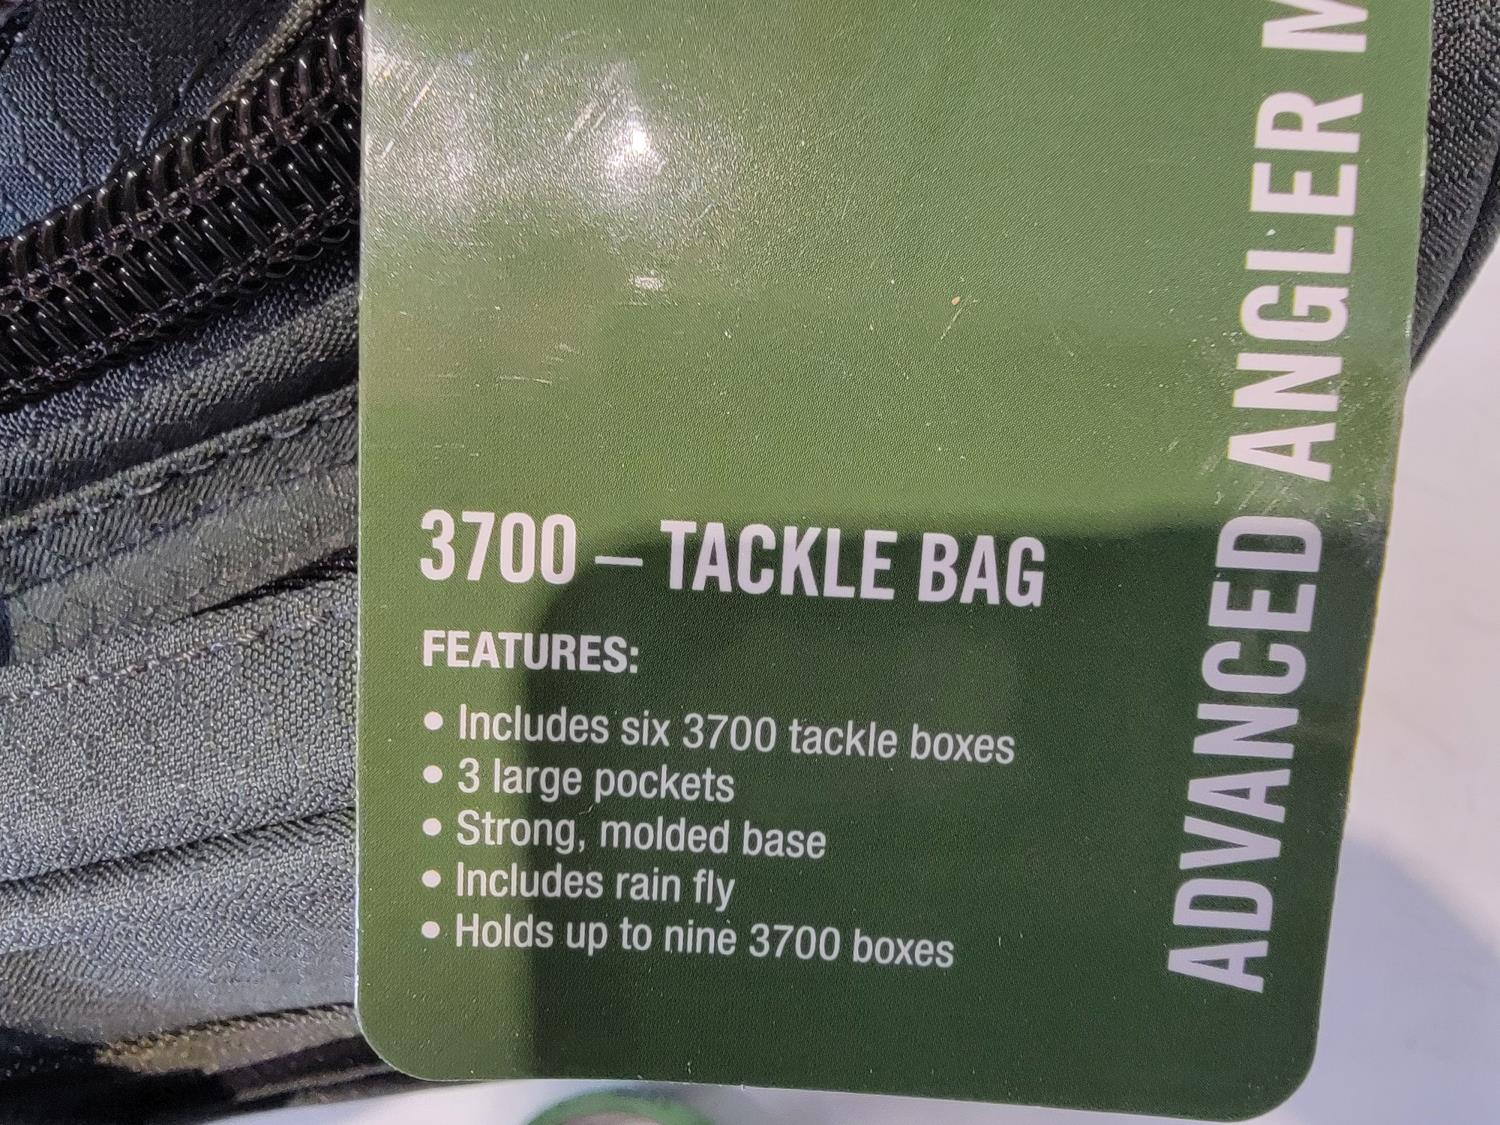 3700 – TACKLE BAG
FEATURES:
• Includes six 3700 tackle boxes
• 3 large pockets
• Strong, molded base
• Includes rain fly
• Holds up to nine 3700 boxes
ADVANCED ANGLER